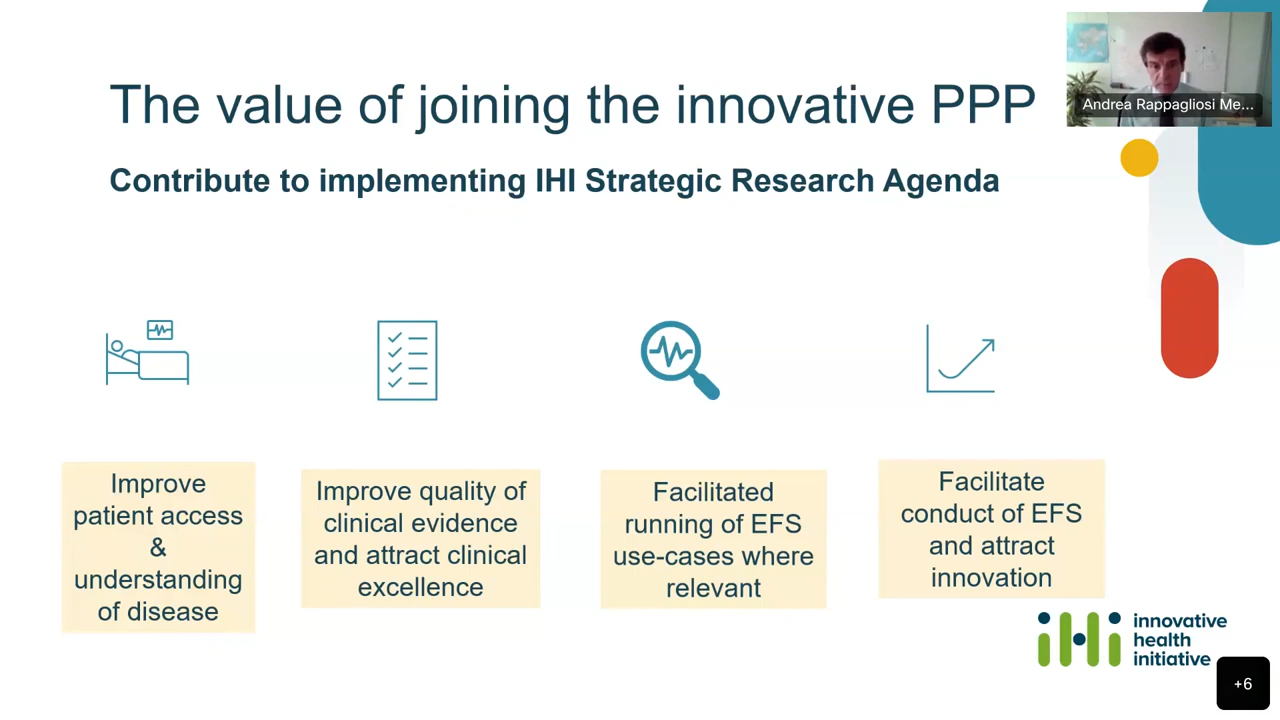 The value of joining the innovative PPP
Andrea Rappagliosi Me...
Contribute to implementing IHI Strategic Research Agenda
Improve
patient access
&
understanding
of disease
Improve quality of
clinical evidence
and attract clinical
excellence
Facilitated
running of EFS
use-cases where
relevant
Facilitate
conduct of EFS
and attract
innovation
iHi
innovative
health
initiative
+6